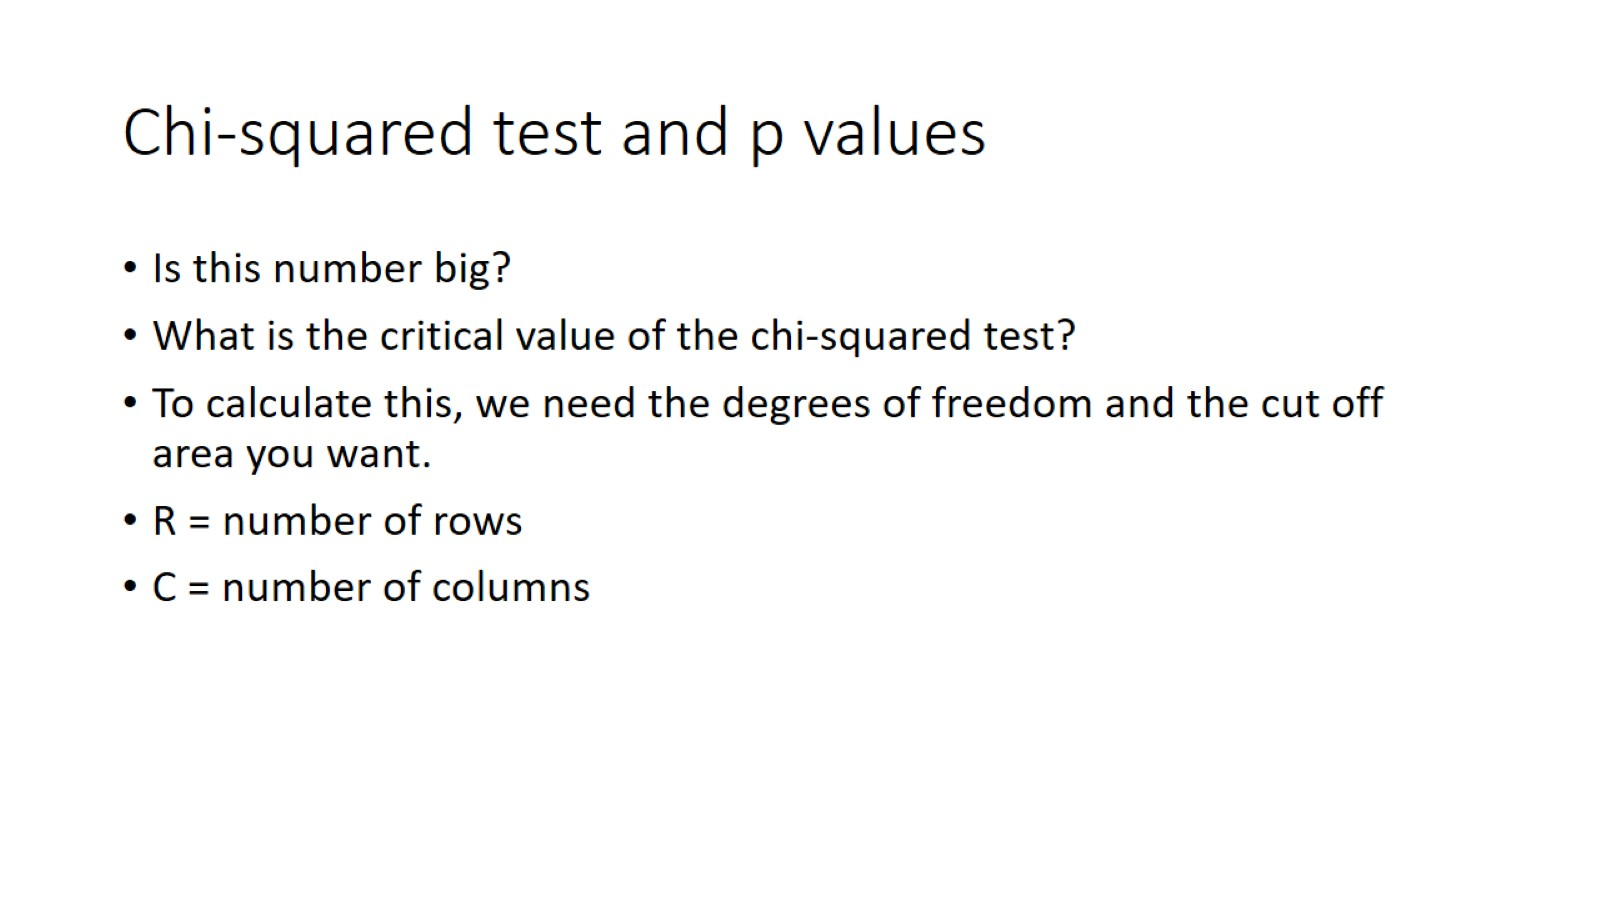 Chi-squared test and p values
• Is this number big?
• What is the critical value of the chi-squared test?
• To calculate this, we need the degrees of freedom and the cut off
area you want.
• R = number of rows
• C = number of columns